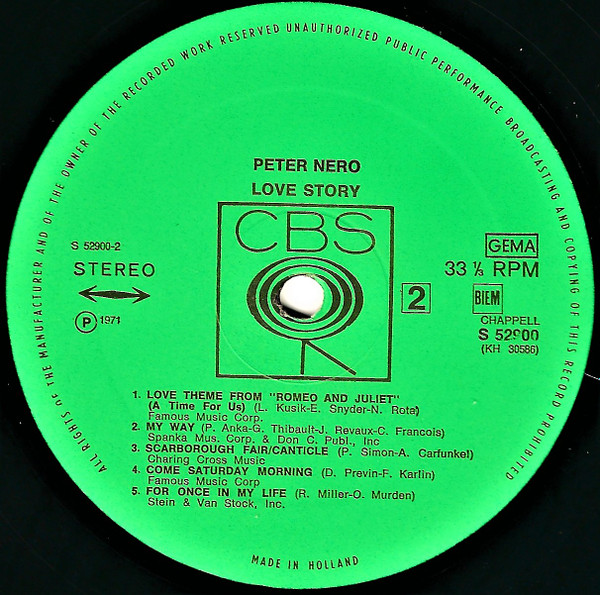 ALL RIGHTS OF THE MANUFACTURER AND OF THE OWNER OF THE RECORDED WORK RESERVED UNAUTHORIZED PUBLIC PERFORMANCE BROADCASTING AND COPYING OF THIS RECORD PROHIBITED
PETER NERO
LOVE STORY
CBS
S 52900-2
STEREO
P 1971
GEMA
33 ⅓ RPM
2
BIEM
CHAPPELL
S 52900
(KH 30586)
1. LOVE THEME FROM "ROMEO AND JULIET"
(A Time For Us) (L. Kusik-E. Snyder-N. Rota)
Famous Music Corp.
2. MY WAY (P. Anka-G. Thibault-J. Revaux-C. Francois)
Spanka Mus. Corp. & Don C. Publ., Inc
3. SCARBOROUGH FAIR/CANTICLE (P. Simon-A. Garfunkel)
Charing Cross Music
4. COME SATURDAY MORNING (D. Previn-F. Karlin)
Famous Music Corp
5. FOR ONCE IN MY LIFE (R. Miller-O. Murden)
Stein & Van Stock, Inc.
MADE IN HOLLAND